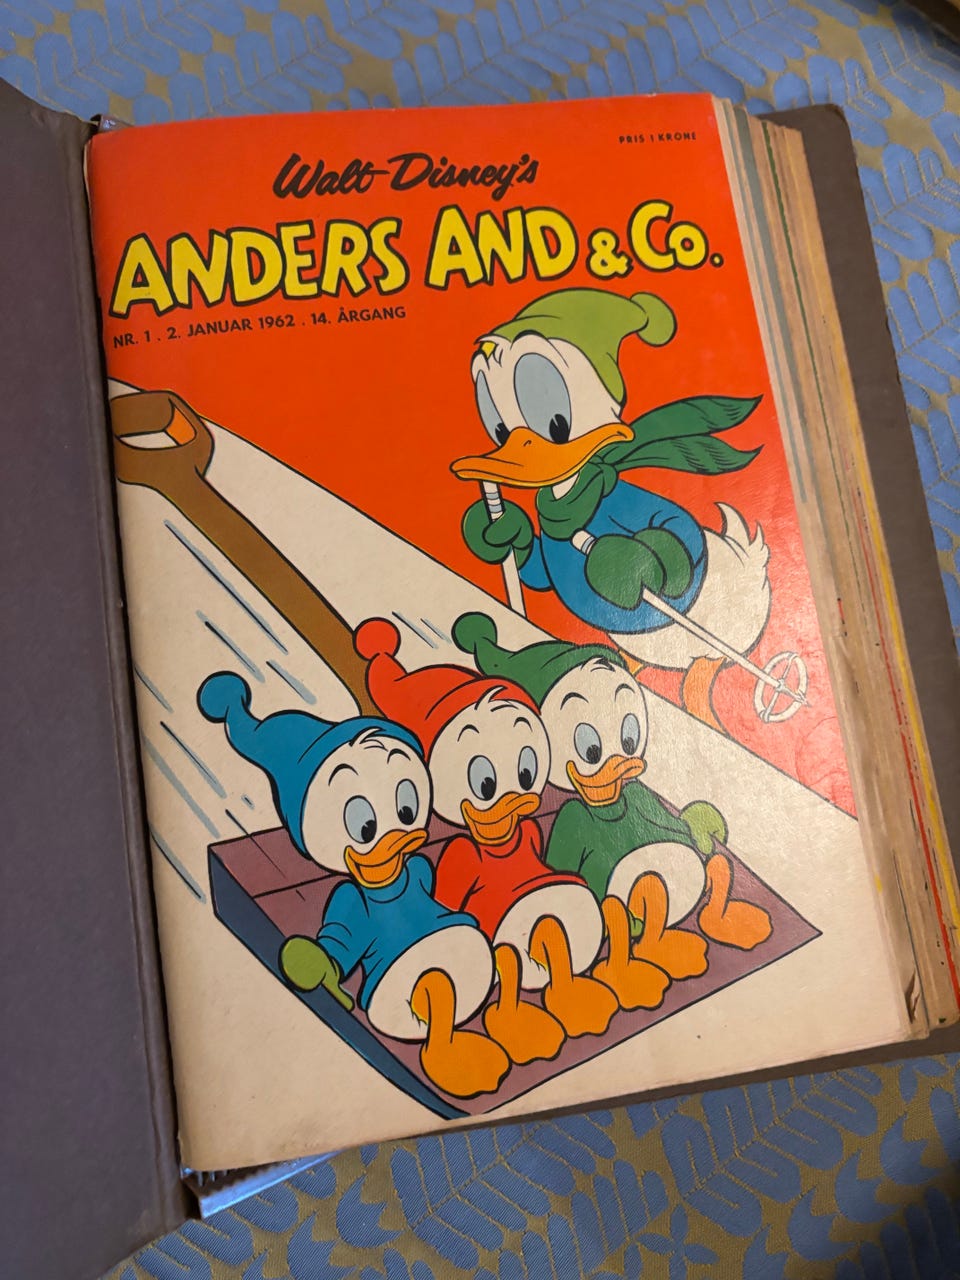 PRIS 1 KRONE
Walt Disney's
ANDERS AND & Co.
NR. 1 . 2. JANUAR 1962 . 14. ÅRGANG